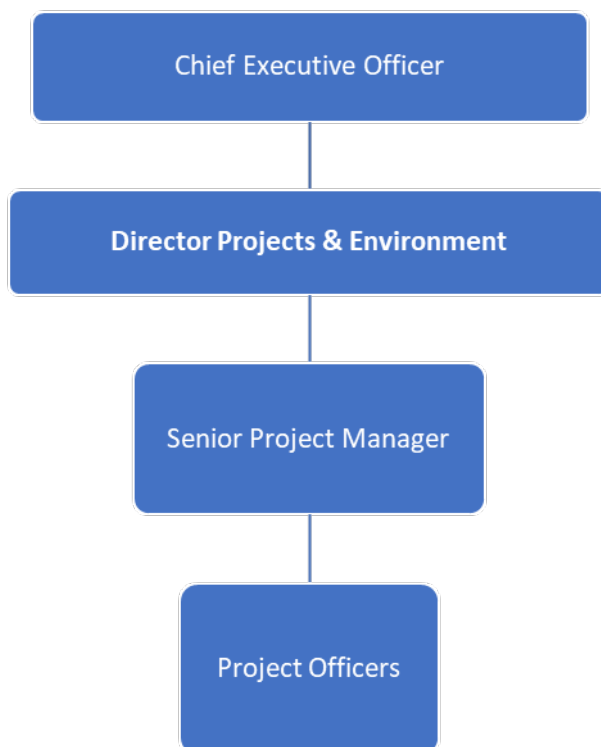 Chief Executive Officer
Director Projects & Environment
Senior Project Manager
Project Officers